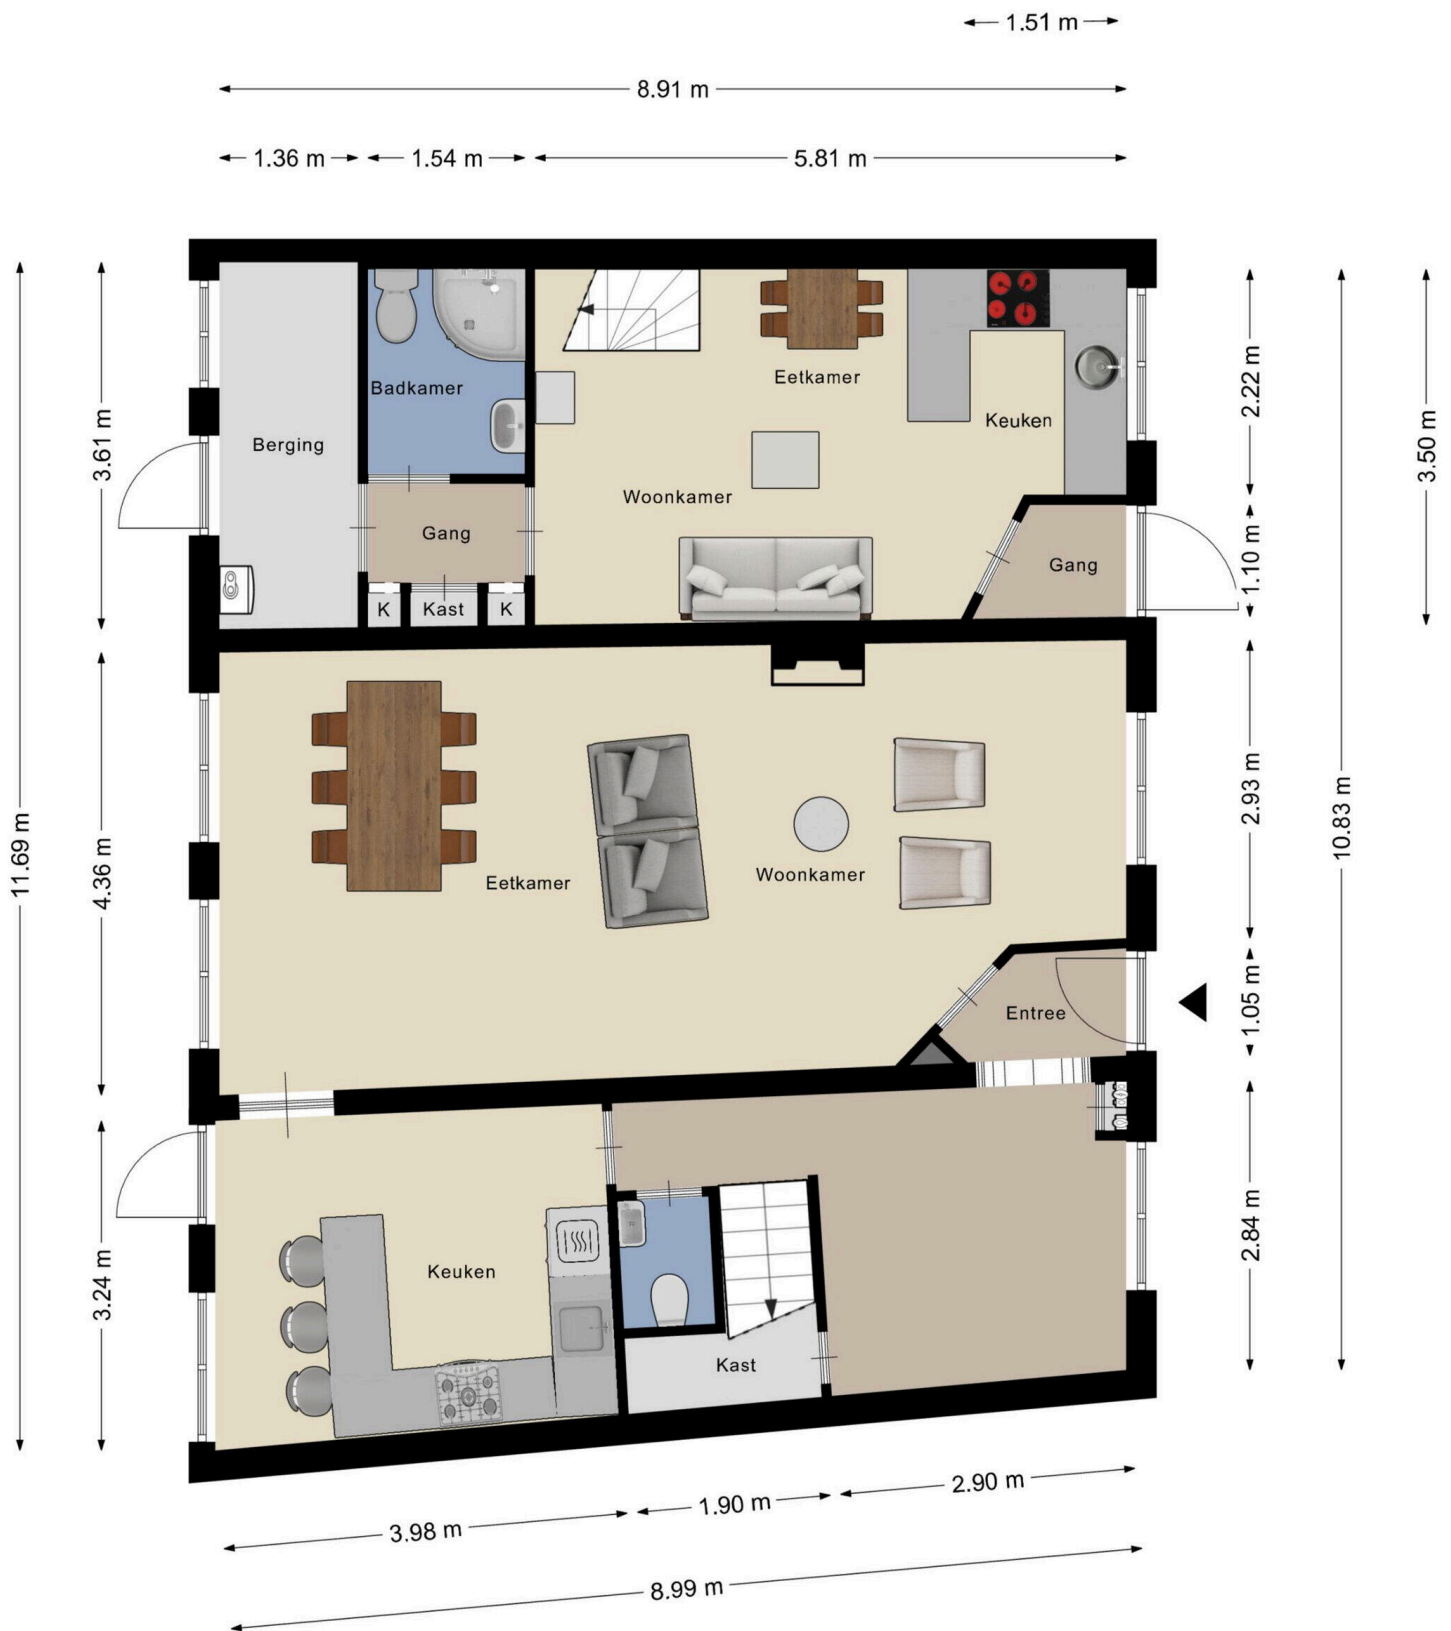 1.51 m
8.91 m
1.36 m
1.54 m
5.81 m
11.69 m
3.61 m
4.36 m
3.24 m
Badkamer
Eetkamer
Keuken
Berging
Woonkamer
Gang
Gang
K
Kast
K
Eetkamer
Woonkamer
Entree
Keuken
Kast
2.22 m
1.10 m
2.93 m
1.05 m
2.84 m
10.83 m
3.50 m
3.98 m
1.90 m
2.90 m
8.99 m